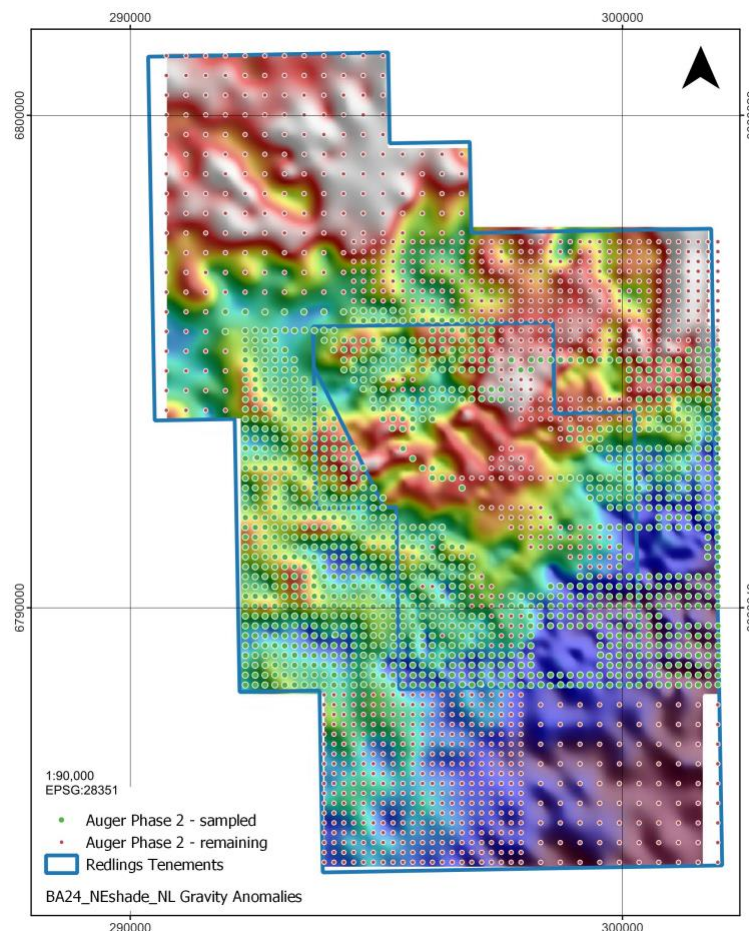 290000 300000
6800000
6790000
1:90,000
EPSG:28351
Auger Phase 2 - sampled
Auger Phase 2 - remaining
Redlings Tenements
BA24_NEshade_NL Gravity Anomalies
290000 300000